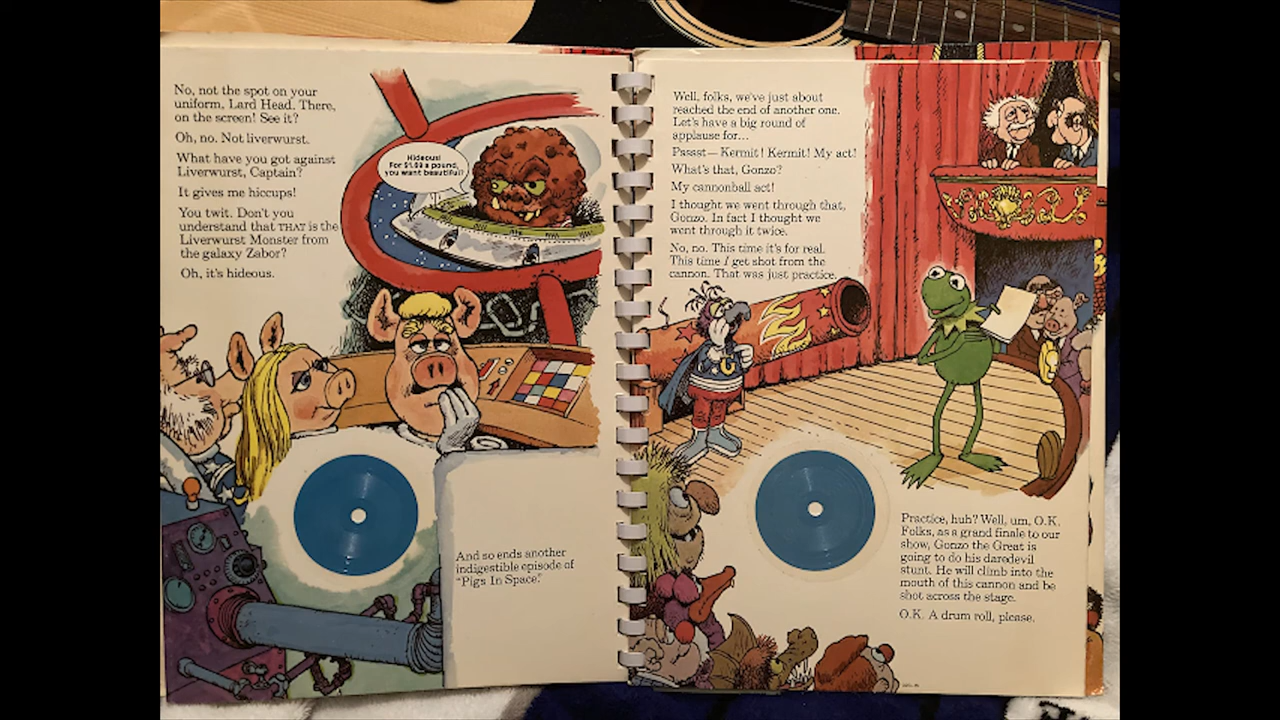 No, not the spot on your
uniform, Lard Head. There,
on the screen! See it?
Oh, no. Not liverwurst.
What have you got against
Liverwurst, Captain?
It gives me hiccups!
You twit. Don't you
understand that THAT is the
Liverwurst Monster from
the galaxy Zabor?
Oh, it's hideous.
Hideous!
For $1.69 a pound,
you want beautiful?
And so ends another
indigestible episode of
"Pigs In Space."
Well, folks, we've just about
reached the end of another one.
Let's have a big round of
applause for...
Psssst—Kermit! Kermit! My act!
What's that, Gonzo?
My cannonball act!
I thought we went through that,
Gonzo. In fact I thought we
went through it twice.
No, no. This time it's for real.
This time I get shot from the
cannon. That was just practice.
Practice, huh? Well, um, O.K.
Folks, as a grand finale to our
show, Gonzo the Great is
going to do his daredevil
stunt. He will climb into the
mouth of this cannon and be
shot across the stage.
O.K. A drum roll, please.